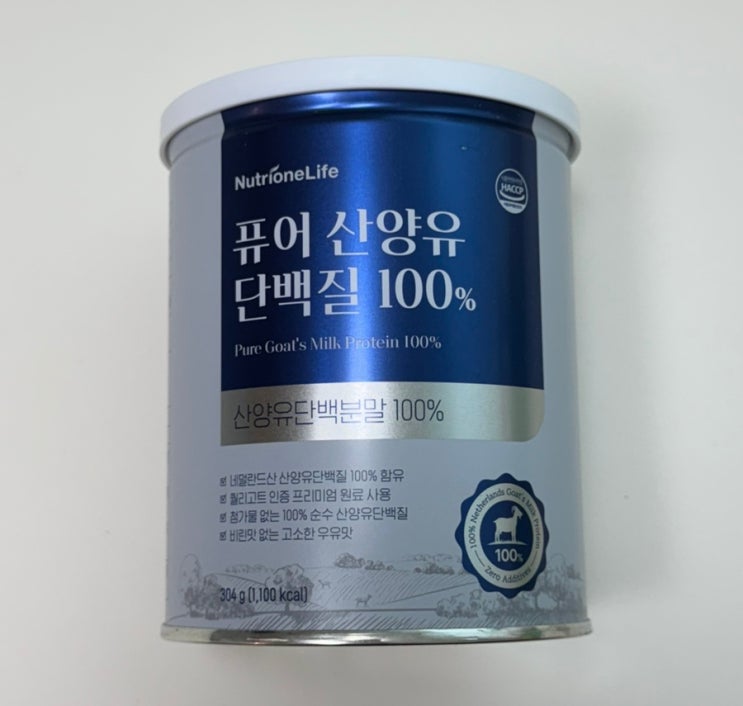 NutrioneLife
HACCP
퓨어 산양유
단백질 100%
Pure Goat's Milk Protein 100%
산양유단백분말 100%
네덜란드산 산양유단백질 100% 함유
퀄리고트 인증 프리미엄 원료 사용
첨가물 없는 100% 순수 산양유단백질
비린맛 없는 고소한 우유맛
100% Netherlands Goat's Milk Protein
100%
Zero Additives
304 g (1,100 kcal)